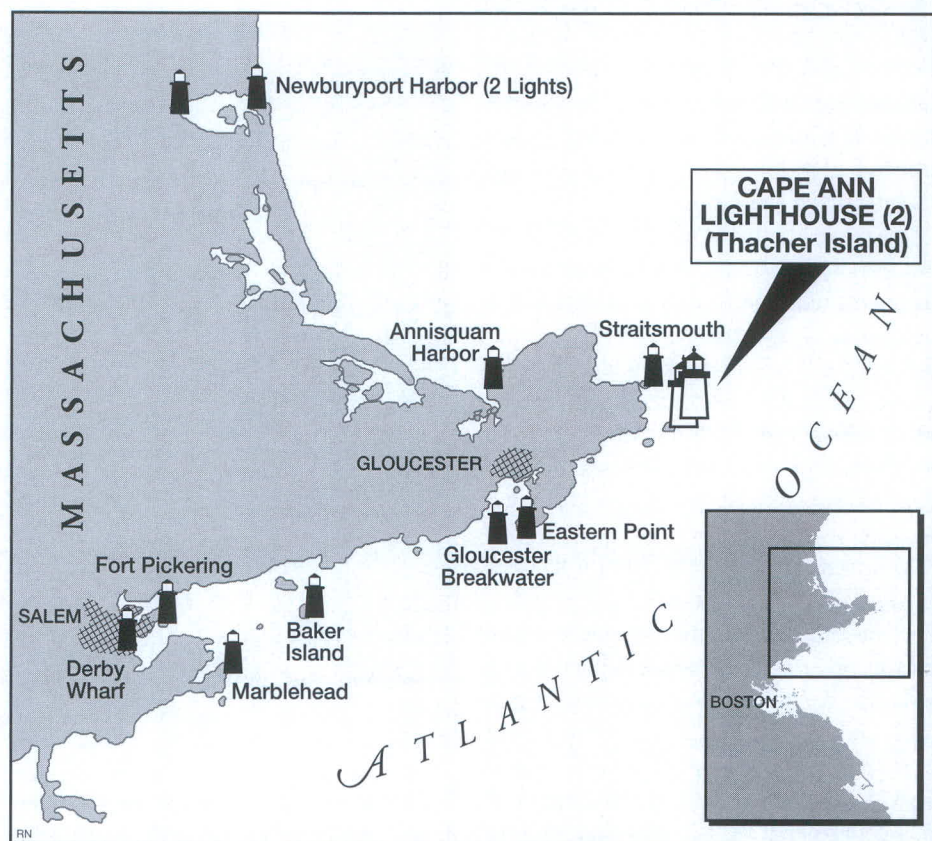 MASSACHUSETTS
Newburyport Harbor (2 Lights)
CAPE ANN
LIGHTHOUSE (2)
(Thacher Island)
Annisquam
Harbor
Straitsmouth
GLOUCESTER
Eastern Point
Gloucester
Breakwater
Fort Pickering
SALEM
Derby
Wharf
Baker
Island
Marblehead
ATLANTIC OCEAN
BOSTON
RN